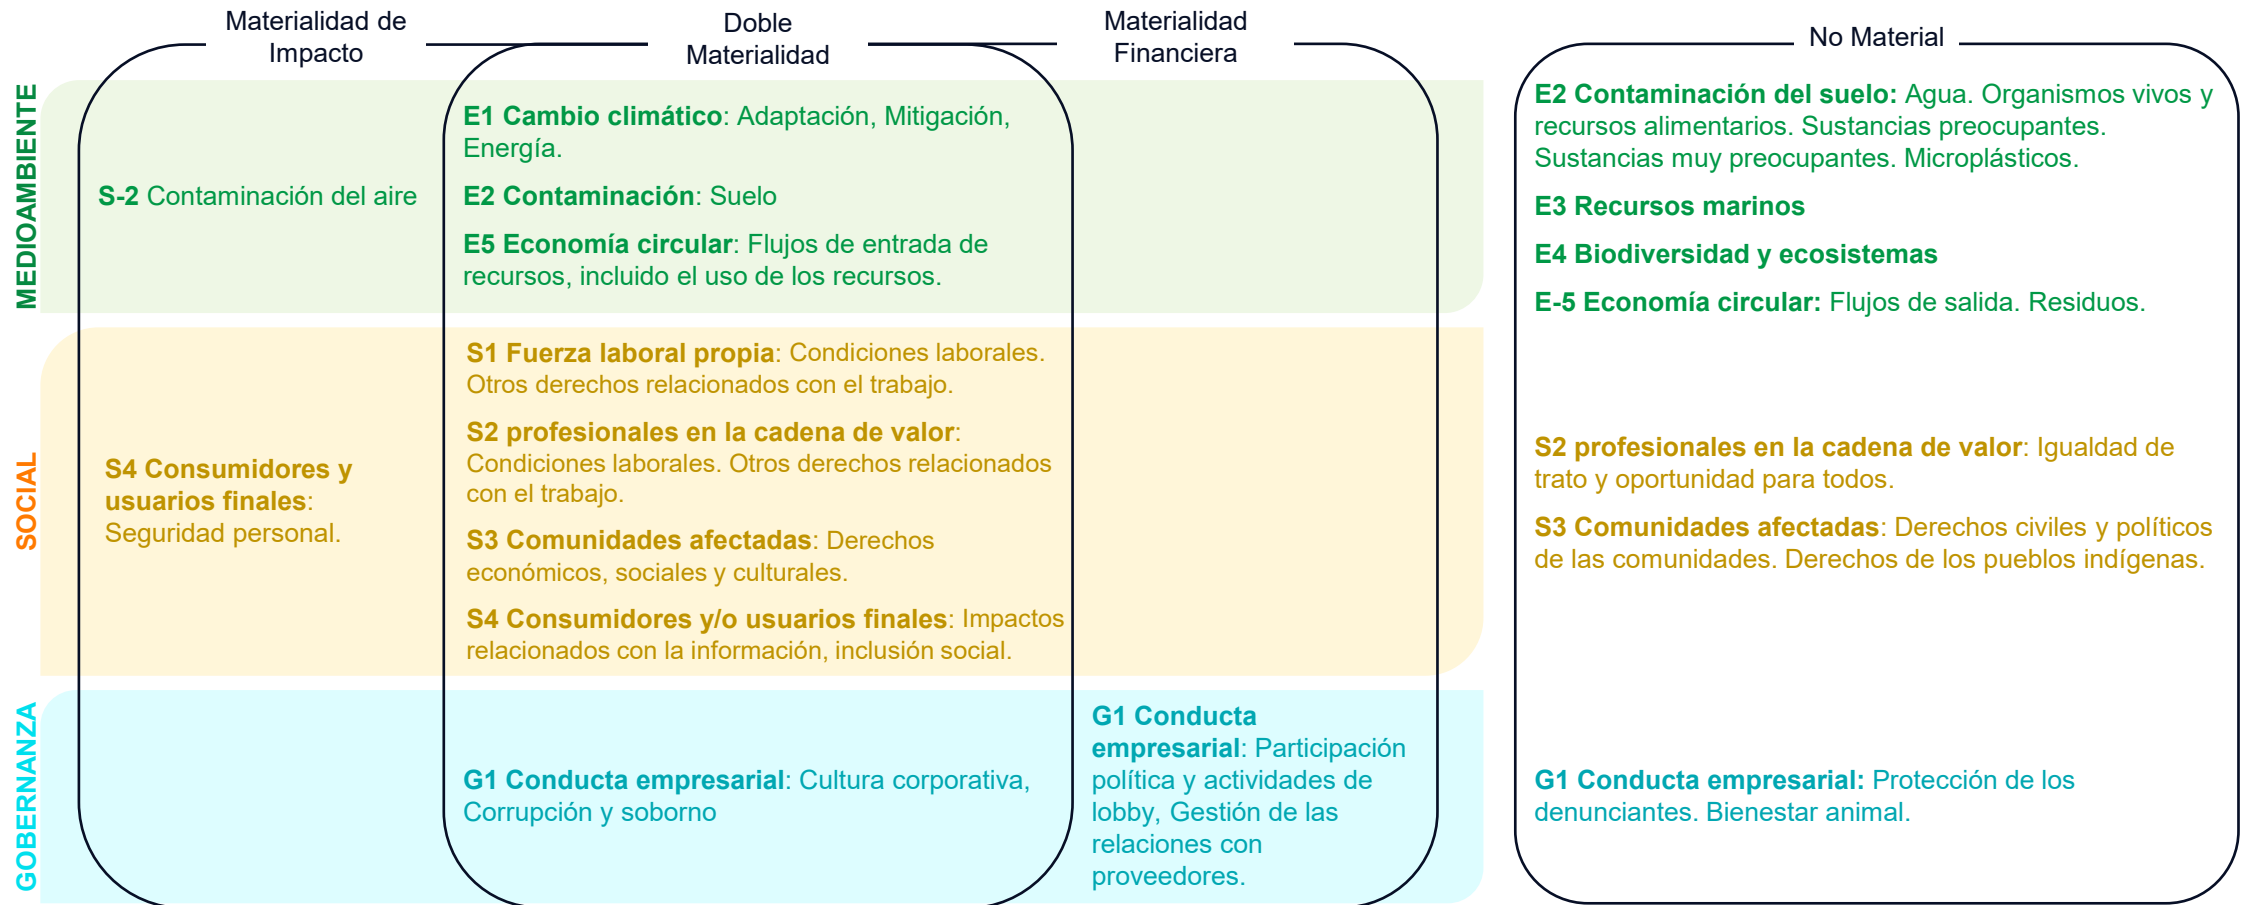 Materialidad de
Impacto
Doble
Materialidad
Materialidad
Financiera
No Material
MEDIOAMBIENTE
S-2 Contaminación del aire
E1 Cambio climático: Adaptación, Mitigación,
Energía.
E2 Contaminación: Suelo
E5 Economía circular: Flujos de entrada de
recursos, incluido el uso de los recursos.
E2 Contaminación del suelo: Agua. Organismos vivos y
recursos alimentarios. Sustancias preocupantes.
Sustancias muy preocupantes. Microplásticos.
E3 Recursos marinos
E4 Biodiversidad y ecosistemas
E-5 Economía circular: Flujos de salida. Residuos.
SOCIAL
S4 Consumidores y
usuarios finales:
Seguridad personal.
S1 Fuerza laboral propia: Condiciones laborales.
Otros derechos relacionados con el trabajo.
S2 profesionales en la cadena de valor:
Condiciones laborales. Otros derechos relacionados
con el trabajo.
S3 Comunidades afectadas: Derechos
económicos, sociales y culturales.
S4 Consumidores y/o usuarios finales: Impactos
relacionados con la información, inclusión social.
S2 profesionales en la cadena de valor: Igualdad de
trato y oportunidad para todos.
S3 Comunidades afectadas: Derechos civiles y políticos
de las comunidades. Derechos de los pueblos indígenas.
GOBERNANZA
G1 Conducta empresarial: Cultura corporativa,
Corrupción y soborno
G1 Conducta
empresarial: Participación
política y actividades de
lobby, Gestión de las
relaciones con
proveedores.
G1 Conducta empresarial: Protección de los
denunciantes. Bienestar animal.